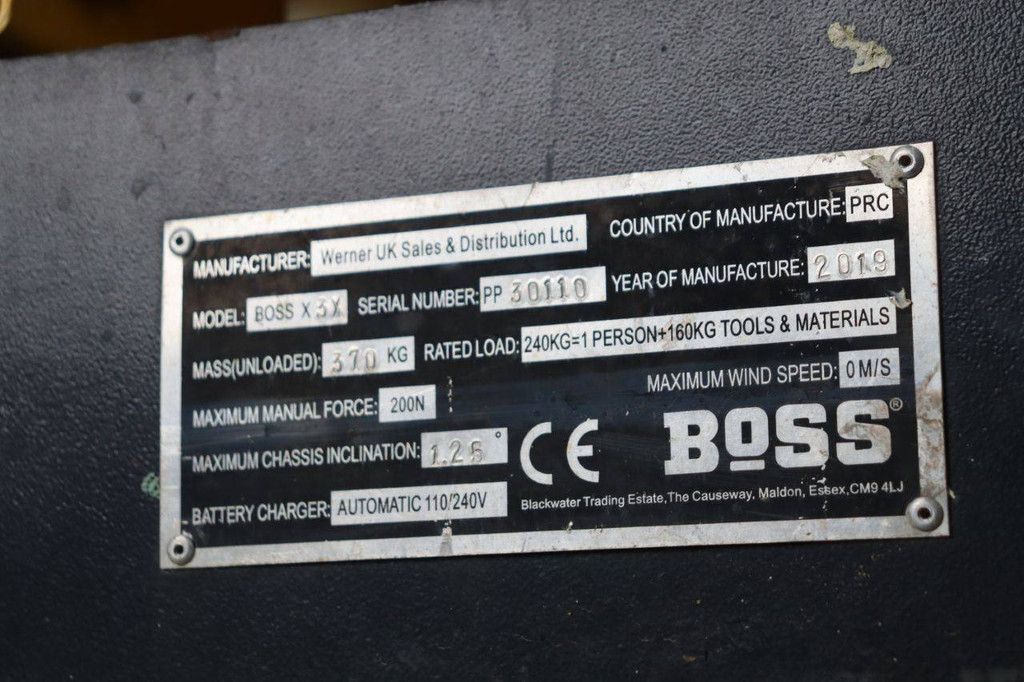 MANUFACTURER: Werner UK Sales & Distribution Ltd. COUNTRY OF MANUFACTURE: PRC
MODEL: BOSS X 3X SERIAL NUMBER: PP 30110 YEAR OF MANUFACTURE: 2019
MASS(UNLOADED): 370 KG RATED LOAD: 240KG=1 PERSON+160KG TOOLS & MATERIALS
MAXIMUM MANUAL FORCE: 200N MAXIMUM WIND SPEED: 0 M/S
MAXIMUM CHASSIS INCLINATION: 1.25° CE BOSS®
BATTERY CHARGER: AUTOMATIC 110/240V Blackwater Trading Estate,The Causeway, Maldon, Essex,CM9 4LJ